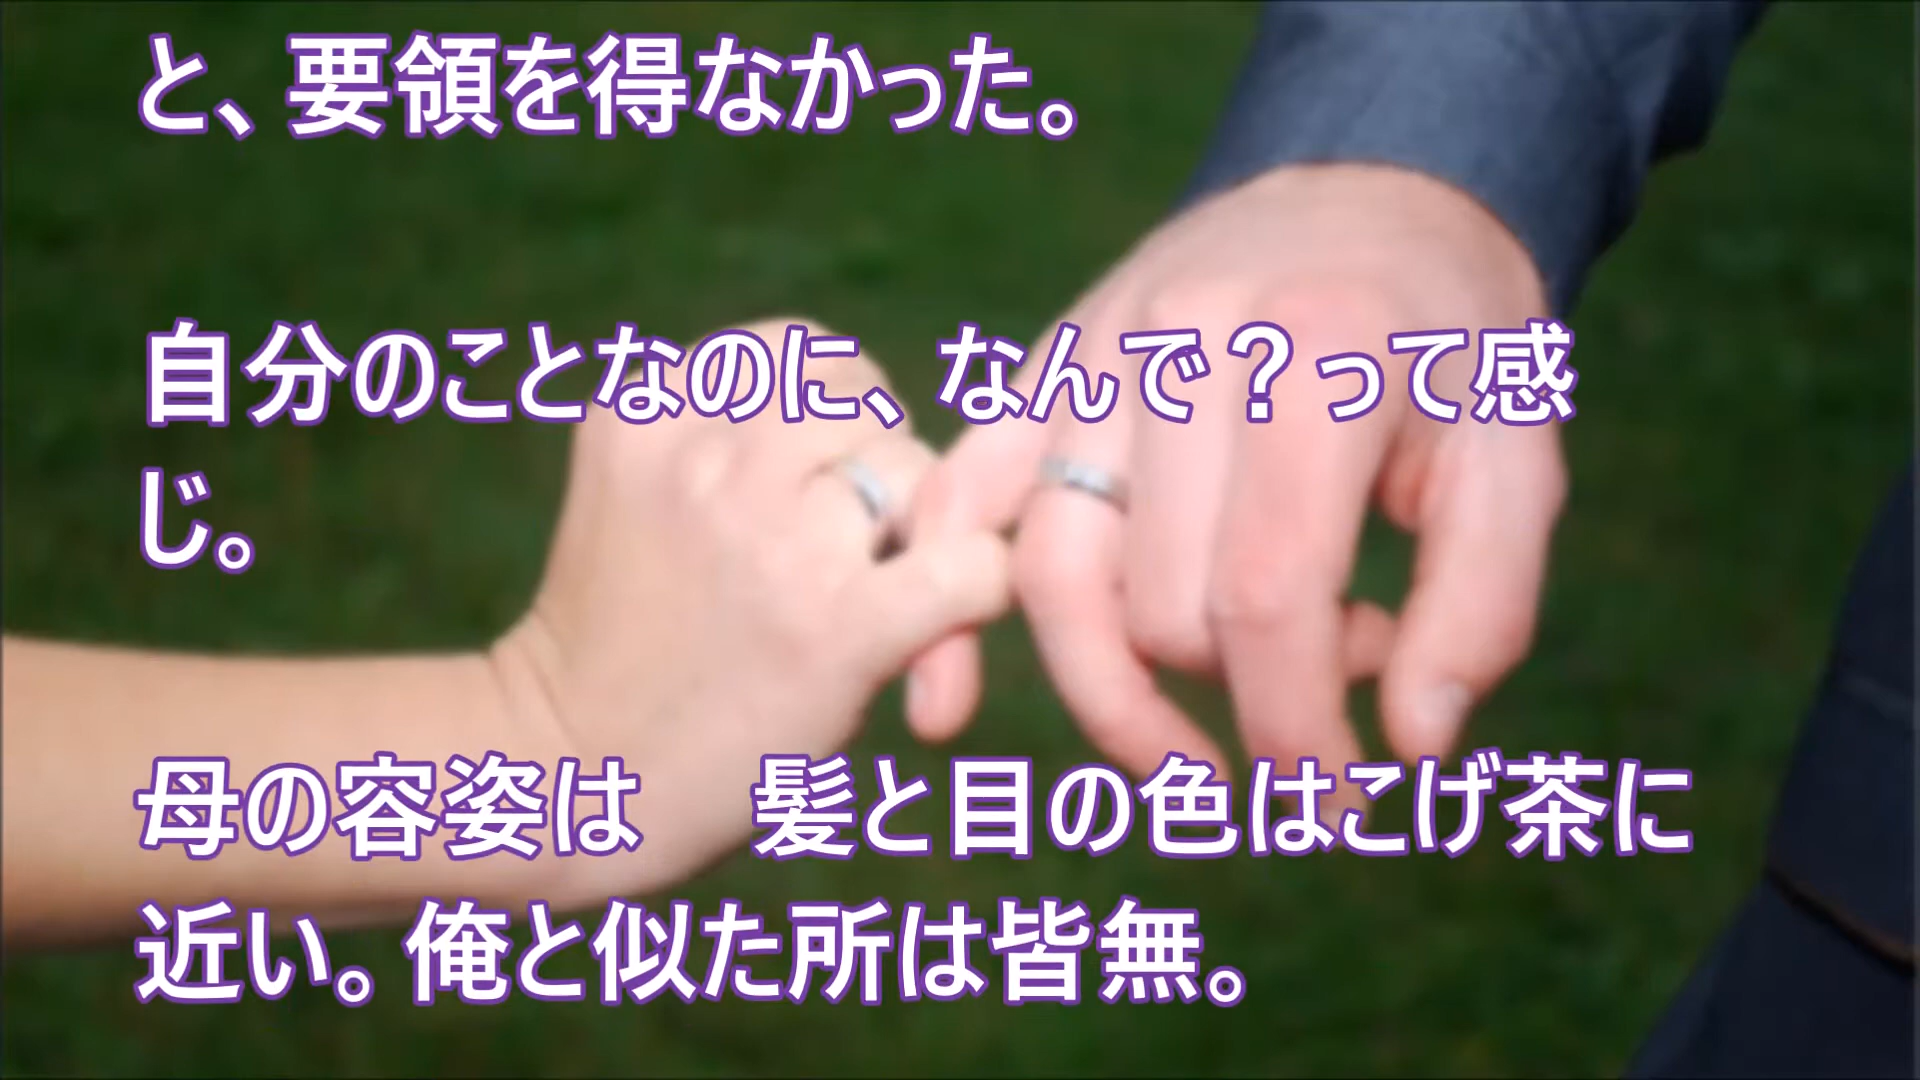 と、要領を得なかった。
自分のことなのに、なんで？って感
じ。
母の容姿は　髪と目の色はこげ茶に
近い。俺と似た所は皆無。